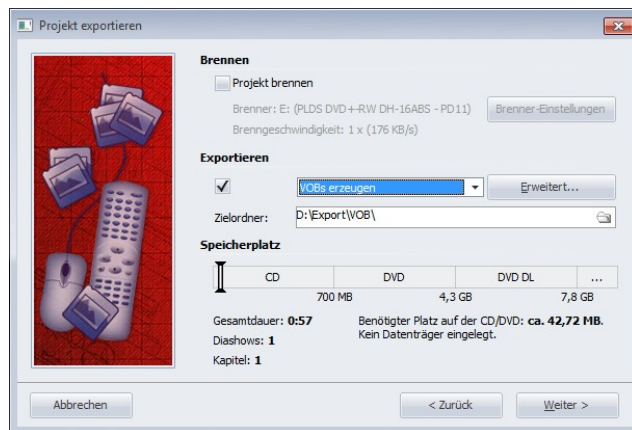 Projekt exportieren
Brennen
Projekt brennen
Brenner: E: (PLDS DVD+-RW DH-16ABS - PD11)
Brenner-Einstellungen
Brenngeschwindigkeit: 1 x (176 KB/s)
Exportieren
VOBs erzeugen
Erweitert...
Zielordner:
D:\Export\VOB\
Speicherplatz
CD
DVD
DVD DL
...
700 MB
4,3 GB
7,8 GB
Gesamtdauer: 0:57
Benötigter Platz auf der CD/DVD: ca. 42,72 MB.
Diashows: 1
Kein Datenträger eingelegt.
Kapitel: 1
Abbrechen
< Zurück
Weiter >